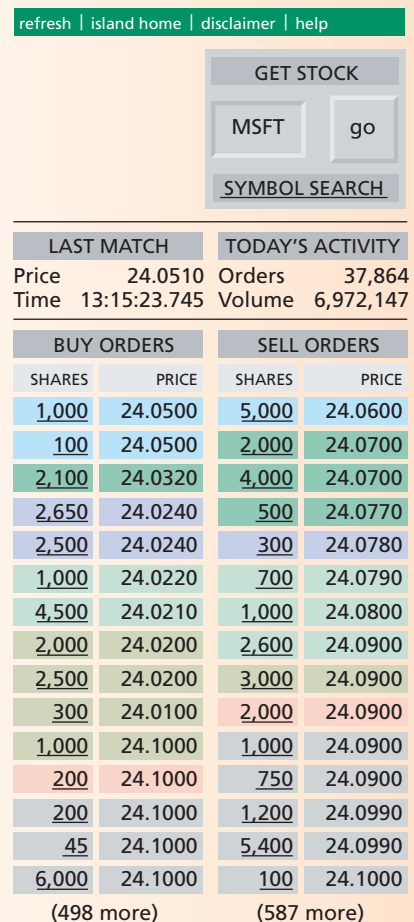 refresh | island home | disclaimer | help
GET STOCK
MSFT go
SYMBOL SEARCH
LAST MATCH TODAY'S ACTIVITY
Price 24.0510 Orders 37,864
Time 13:15:23.745 Volume 6,972,147
BUY ORDERS SELL ORDERS
SHARES PRICE SHARES PRICE
1,000 24.0500 5,000 24.0600
100 24.0500 2,000 24.0700
2,100 24.0320 4,000 24.0700
2,650 24.0240 500 24.0770
2,500 24.0240 300 24.0780
1,000 24.0220 700 24.0790
4,500 24.0210 1,000 24.0800
2,000 24.0200 2,600 24.0900
2,500 24.0200 3,000 24.0900
300 24.0100 2,000 24.0900
1,000 24.1000 1,000 24.0900
200 24.1000 750 24.0900
200 24.1000 1,200 24.0990
45 24.1000 5,400 24.0990
6,000 24.1000 100 24.1000
(498 more) (587 more)